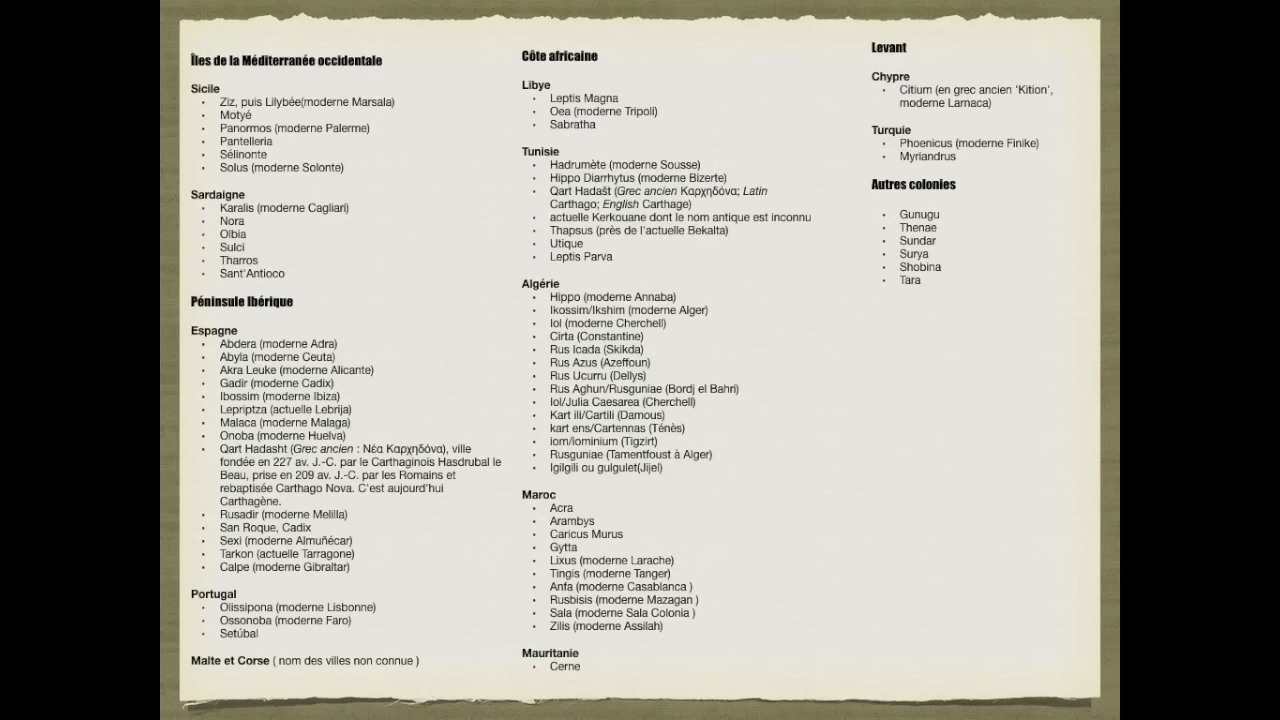 Îles de la Méditerranée occidentale
Sicile
• Ziz, puis Lilybée(moderne Marsala)
• Motyé
• Panormos (moderne Palerme)
• Pantelleria
• Sélinonte
• Solus (moderne Solonte)
Sardaigne
• Karalis (moderne Cagliari)
• Nora
• Olbia
• Sulci
• Tharros
• Sant'Antioco
Péninsule Ibérique
Espagne
• Abdera (moderne Adra)
• Abyla (moderne Ceuta)
• Akra Leuke (moderne Alicante)
• Gadir (moderne Cadix)
• Ibossim (moderne Ibiza)
• Lepriptza (actuelle Lebrija)
• Malaca (moderne Malaga)
• Onoba (moderne Huelva)
• Qart Hadasht (Grec ancien : Νέα Καρχηδόνα), ville
fondée en 227 av. J.-C. par le Carthaginois Hasdrubal le
Beau, prise en 209 av. J.-C. par les Romains et
rebaptisée Carthago Nova. C'est aujourd'hui
Carthagène.
• Rusadir (moderne Melilla)
• San Roque, Cadix
• Sexi (moderne Almuñécar)
• Tarkon (actuelle Tarragone)
• Calpe (moderne Gibraltar)
Portugal
• Olissipona (moderne Lisbonne)
• Ossonoba (moderne Faro)
• Setúbal
Malte et Corse ( nom des villes non connue )
Côte africaine
Libye
• Leptis Magna
• Oea (moderne Tripoli)
• Sabratha
Tunisie
• Hadrumète (moderne Sousse)
• Hippo Diarrhytus (moderne Bizerte)
• Qart Hadašt (Grec ancien Καρχηδόνα; Latin
Carthago; English Carthage)
• actuelle Kerkouane dont le nom antique est inconnu
• Thapsus (près de l'actuelle Bekalta)
• Utique
• Leptis Parva
Algérie
• Hippo (moderne Annaba)
• Ikossim/Ikshim (moderne Alger)
• Iol (moderne Cherchell)
• Cirta (Constantine)
• Rus Icada (Skikda)
• Rus Azus (Azeffoun)
• Rus Ucurru (Dellys)
• Rus Aghun/Rusguniae (Bordj el Bahri)
• Iol/Julia Caesarea (Cherchell)
• Kart ili/Cartili (Damous)
• kart ens/Cartennas (Ténès)
• iom/iominium (Tigzirt)
• Rusguniae (Tamentfoust à Alger)
• Igilgili ou gulgulet(Jijel)
Maroc
• Acra
• Arambys
• Caricus Murus
• Gytta
• Lixus (moderne Larache)
• Tingis (moderne Tanger)
• Anfa (moderne Casablanca )
• Rusbisis (moderne Mazagan )
• Sala (moderne Sala Colonia )
• Zilis (moderne Assilah)
Mauritanie
• Cerne
Levant
Chypre
• Citium (en grec ancien 'Kition',
moderne Larnaca)
Turquie
• Phoenicus (moderne Finike)
• Myriandrus
Autres colonies
• Gunugu
• Thenae
• Sundar
• Surya
• Shobina
• Tara